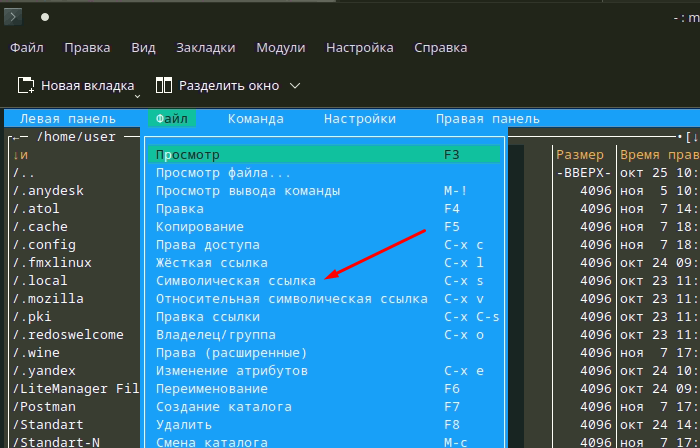 - : m
Файл Правка Вид Закладки Модули Настройка Справка
Новая вкладка Разделить окно
Левая панель Файл Команда Настройки Правая панель
/home/user
↓и Просмотр F3 Размер Время прав
/.. Просмотр файла... -ВВЕРХ- окт 25 10:
/.anydesk Просмотр вывода команды M-! 4096 ноя 5 10:
/.atol Правка F4 4096 ноя 7 14:
/.cache Копирование F5 4096 ноя 7 18:
/.config Права доступа C-x c 4096 ноя 7 18:
/.fmxlinux Жёсткая ссылка C-x l 4096 окт 24 09:
/.local Символическая ссылка C-x s 4096 окт 23 11:
/.mozilla Относительная символическая ссылка C-x v 4096 окт 23 11:
/.pki Правка ссылки C-x C-s 4096 окт 23 11:
/.redoswelcome Владелец/группа C-x o 4096 окт 23 11:
/.wine Права (расширенные) 4096 ноя 7 17:
/.yandex Изменение атрибутов C-x e 4096 окт 24 10:
/LiteManager Fil Переименование F6 4096 окт 24 09:
/Postman Создание каталога F7 4096 ноя 7 17:
/Standart Удалить F8 4096 окт 24 14:
/Standart-N Смена каталога M-c 4096 ноя 7 17: